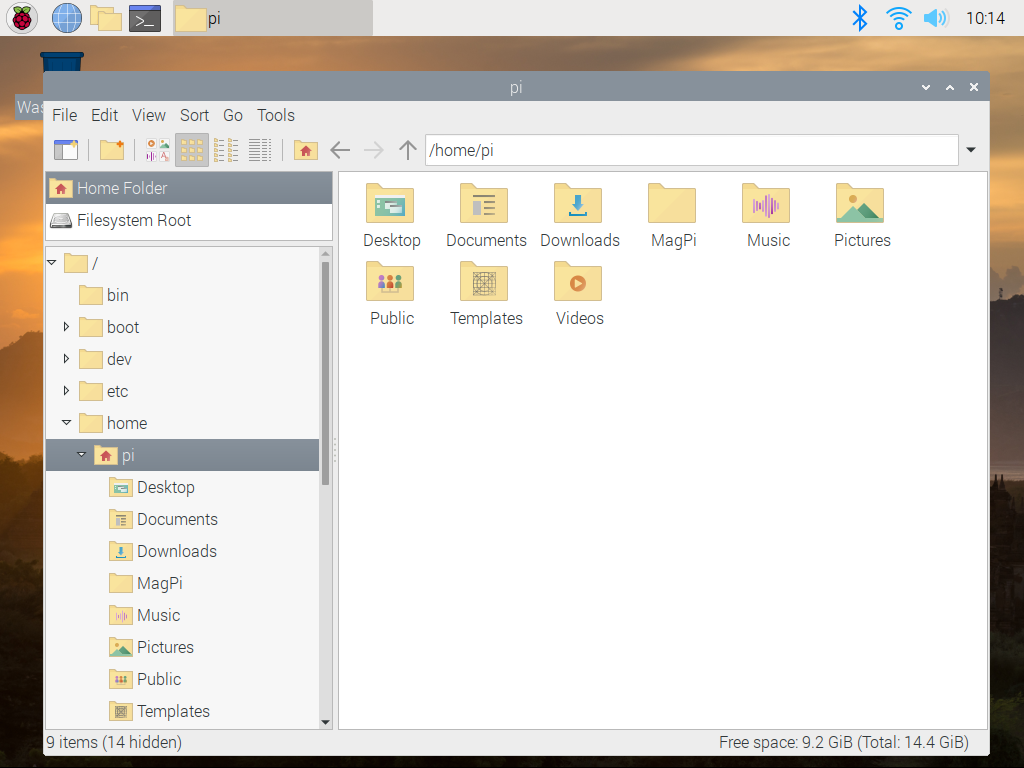 pi
10:14
Was
pi
File Edit View Sort Go Tools
/home/pi
Home Folder
Filesystem Root
/
bin
boot
dev
etc
home
pi
Desktop
Documents
Downloads
MagPi
Music
Pictures
Public
Templates
Desktop Documents Downloads MagPi Music Pictures
Public Templates Videos
9 items (14 hidden)
Free space: 9.2 GiB (Total: 14.4 GiB)